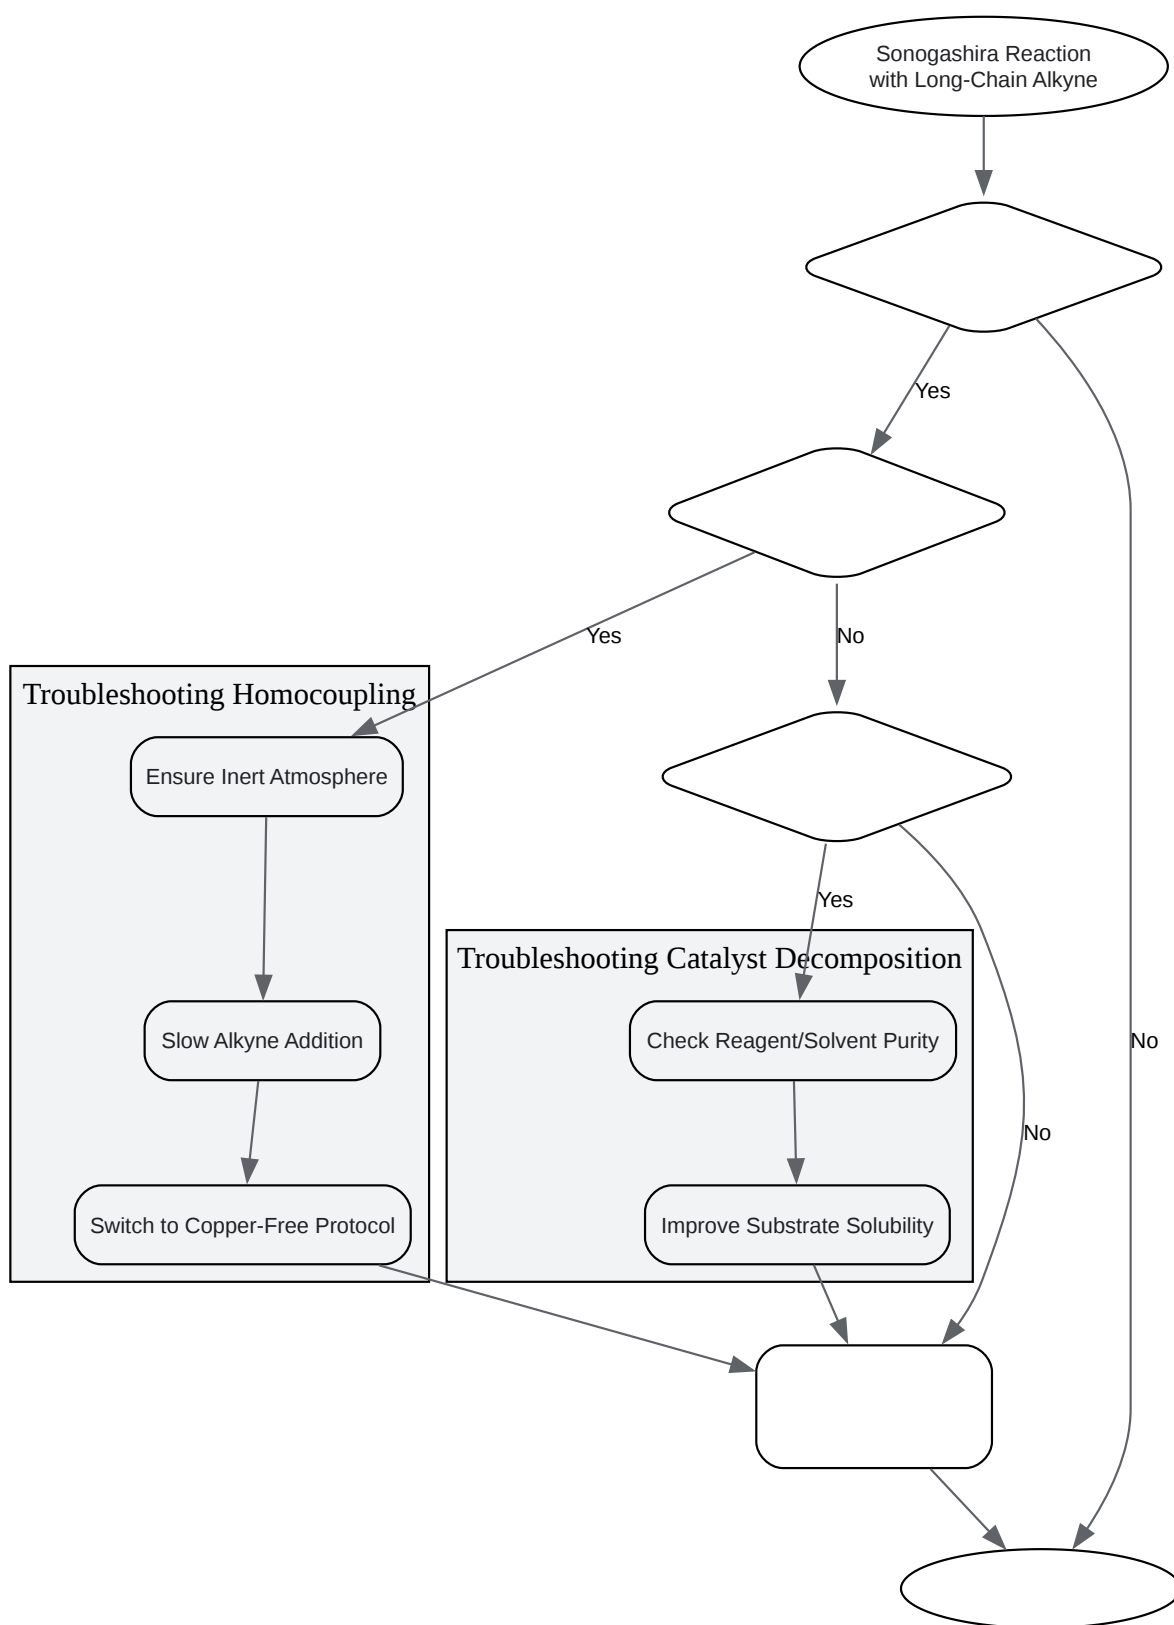 Sonogashira Reaction
with Long-Chain Alkyne
Yes
Yes
No
Troubleshooting Homocoupling
Ensure Inert Atmosphere
Yes
Troubleshooting Catalyst Decomposition
Slow Alkyne Addition
Check Reagent/Solvent Purity
No
No
Switch to Copper-Free Protocol
Improve Substrate Solubility